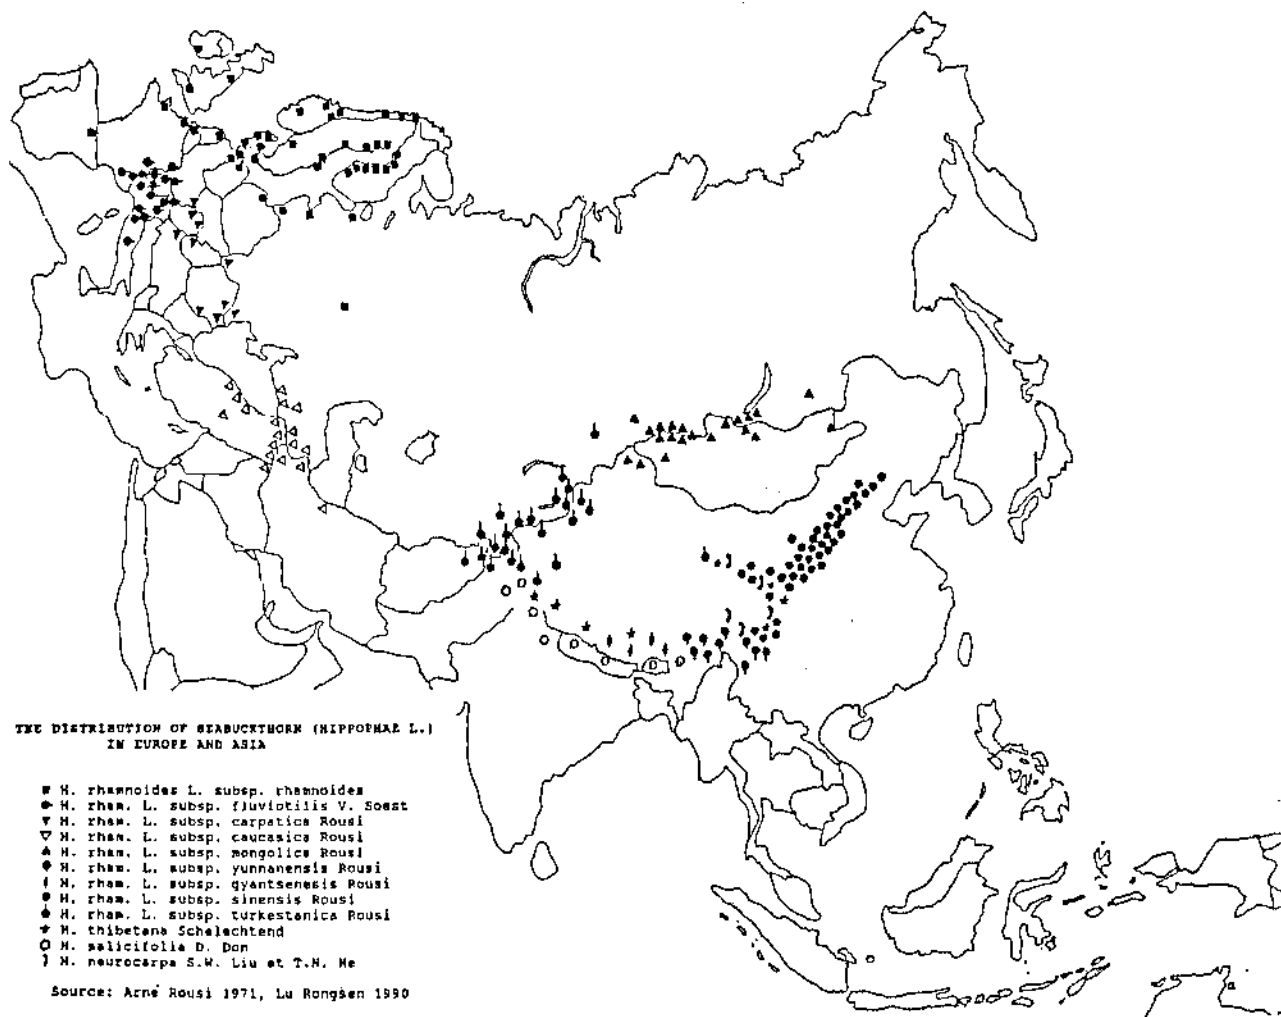 THE DISTRIBUTION OF SEABUCKTHORN (HIPPOPHAE L.)
IN EUROPE AND ASIA
H. rhamnoides L. subsp. rhamnoides
H. rham. L. subsp. fluviotilis V. Soest
H. rham. L. subsp. carpatica Rousi
H. rham. L. subsp. caucasica Rousi
H. rham. L. subsp. mongolica Rousi
H. rham. L. subsp. yunnanensis Rousi
H. rham. L. subsp. gyantsenesis Rousi
H. rham. L. subsp. sinensis Rousi
H. rham. L. subsp. turkestanica Rousi
H. thibetana Schelechtend
H. salicifolia D. Don
H. neurocarpa S.W. Liu et T.N. He
Source: Arne Rousi 1971, Lu Rongsen 1990